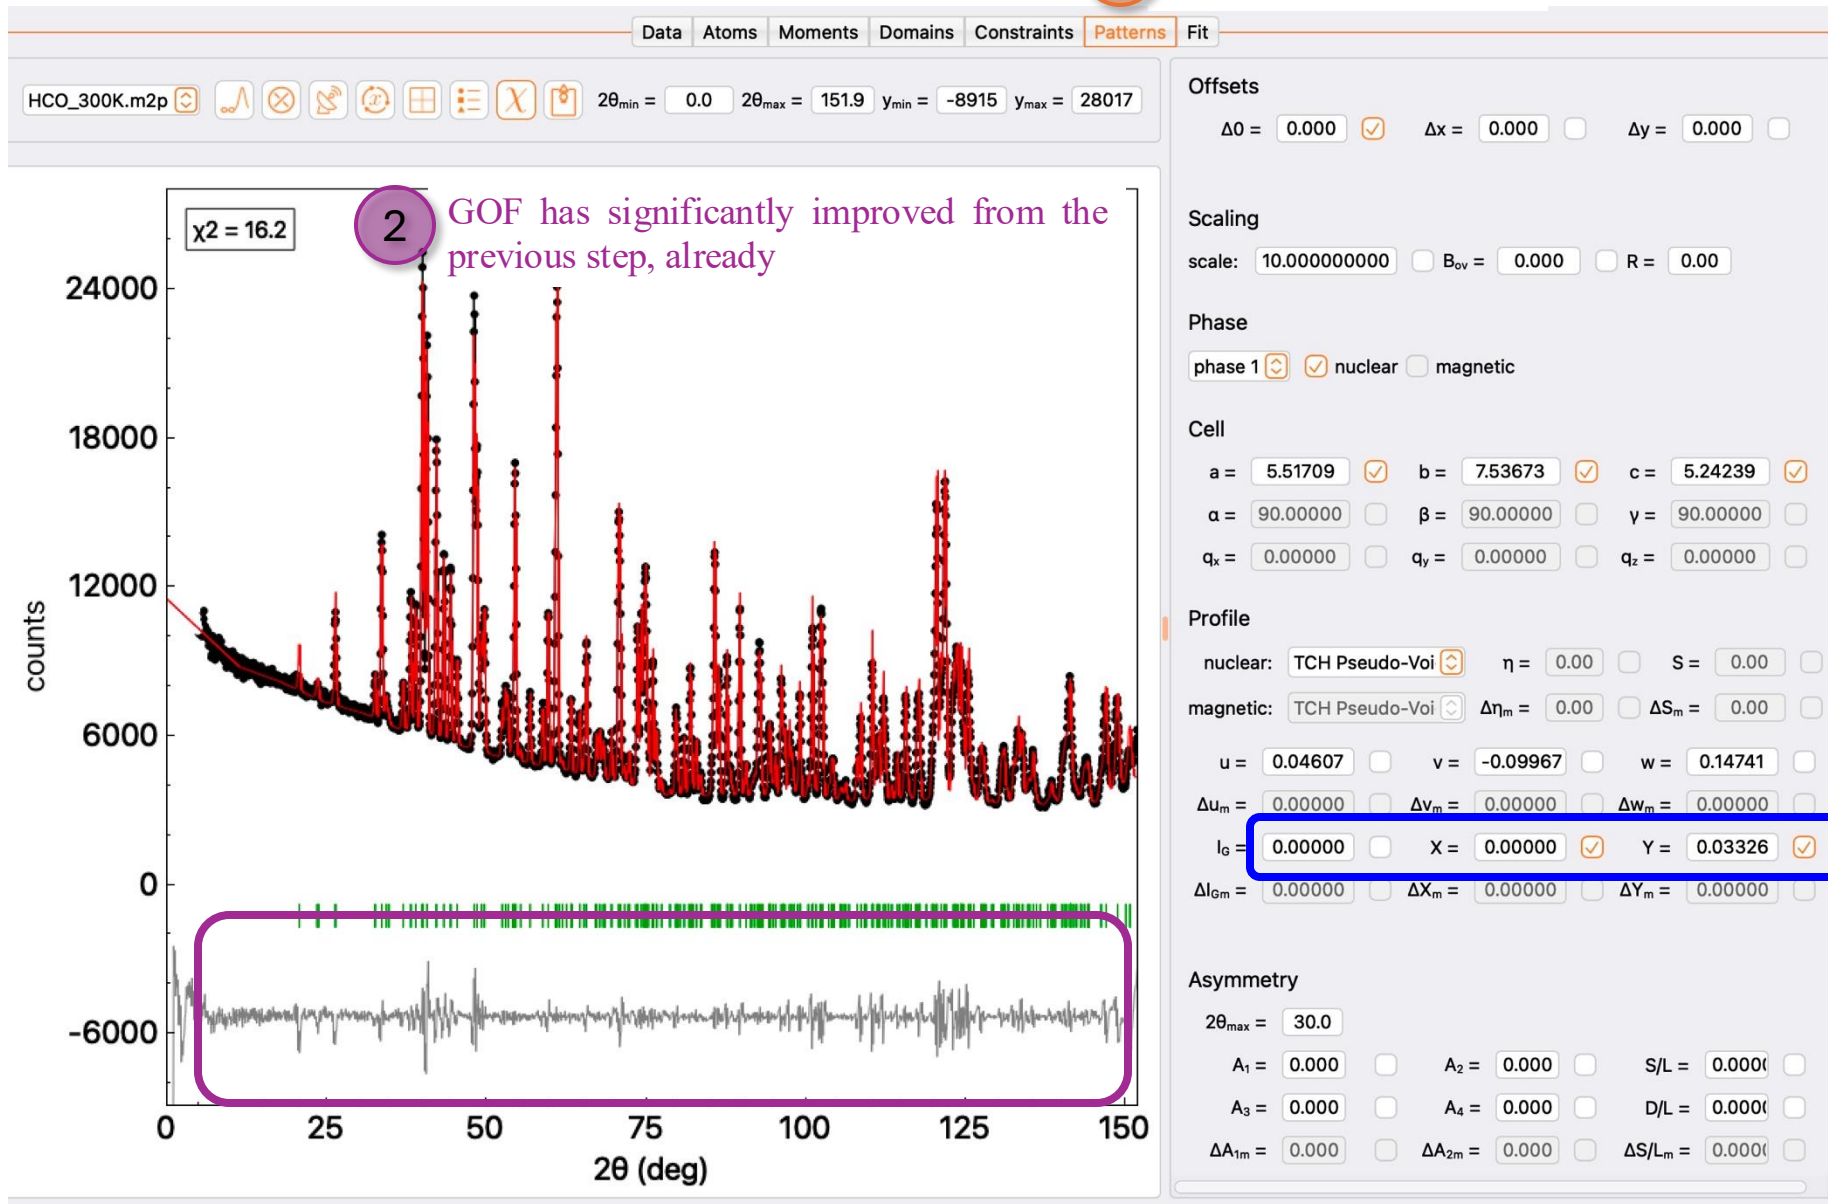 Data Atoms Moments Domains Constraints Patterns Fit
HCO_300K.m2p x 2θmin = 0.0 2θmax = 151.9 ymin = -8915 ymax = 28017
χ2 = 16.2
2
GOF has significantly improved from the
previous step, already
24000
18000
12000
6000
0
-6000
counts
0 25 50 75 100 125 150
2θ (deg)
Offsets
Δ0 = 0.000 Δx = 0.000 Δy = 0.000
Scaling
scale: 10.000000000 Bov = 0.000 R = 0.00
Phase
phase 1 nuclear magnetic
Cell
a = 5.51709 b = 7.53673 c = 5.24239
α = 90.00000 β = 90.00000 γ = 90.00000
qx = 0.00000 qy = 0.00000 qz = 0.00000
Profile
nuclear: TCH Pseudo-Voi η = 0.00 S = 0.00
magnetic: TCH Pseudo-Voi Δηm = 0.00 ΔSm = 0.00
u = 0.04607 v = -0.09967 w = 0.14741
Δum = 0.00000 Δvm = 0.00000 Δwm = 0.00000
IG = 0.00000 X = 0.00000 Y = 0.03326
ΔIGm = 0.00000 ΔXm = 0.00000 ΔYm = 0.00000
Asymmetry
2θmax = 30.0
A1 = 0.000 A2 = 0.000 S/L = 0.000
A3 = 0.000 A4 = 0.000 D/L = 0.000
ΔA1m = 0.000 ΔA2m = 0.000 ΔS/Lm = 0.000